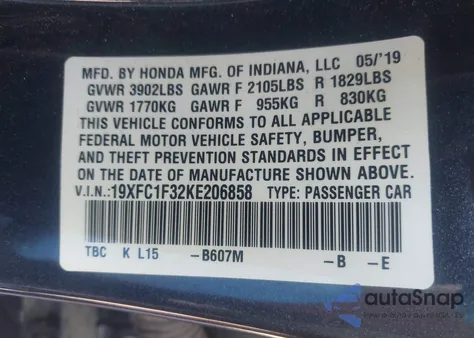 MFD. BY HONDA MFG. OF INDIANA, LLC 05/'19
GVWR 3902LBS GAWR F 2105LBS R 1829LBS
GVWR 1770KG GAWR F 955KG R 830KG
THIS VEHICLE CONFORMS TO ALL APPLICABLE
FEDERAL MOTOR VEHICLE SAFETY, BUMPER,
AND THEFT PREVENTION STANDARDS IN EFFECT
ON THE DATE OF MANUFACTURE SHOWN ABOVE.
V.I.N.:19XFC1F32KE206858 TYPE: PASSENGER CAR
TBC K L15 -B607M -B -E
autoSnap